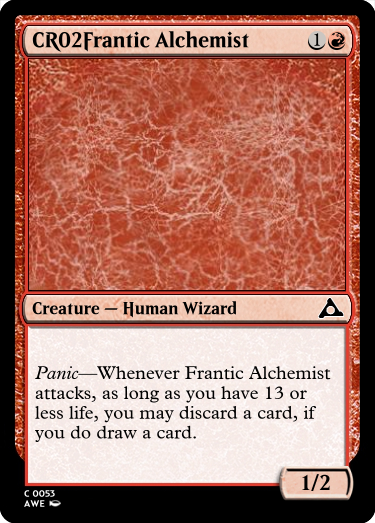 CR02Frantic Alchemist 1
Creature — Human Wizard
Panic—Whenever Frantic Alchemist
attacks, as long as you have 13 or
less life, you may discard a card, if
you do draw a card.
1/2
C 0053
AWE